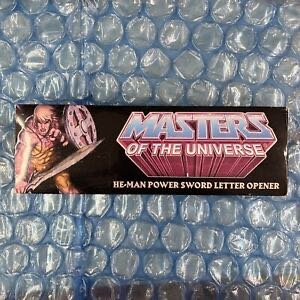 MASTERS
OF THE UNIVERSE
HE-MAN POWER SWORD LETTER OPENER